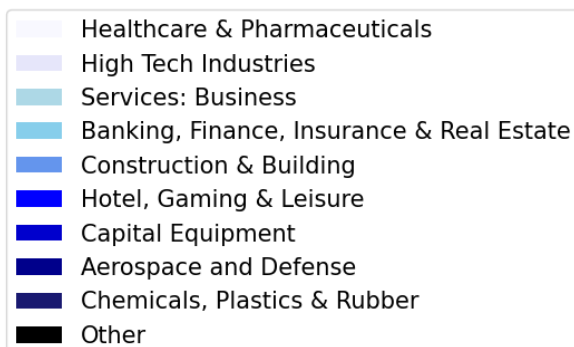 Healthcare & Pharmaceuticals
High Tech Industries
Services: Business
Banking, Finance, Insurance & Real Estate
Construction & Building
Hotel, Gaming & Leisure
Capital Equipment
Aerospace and Defense
Chemicals, Plastics & Rubber
Other